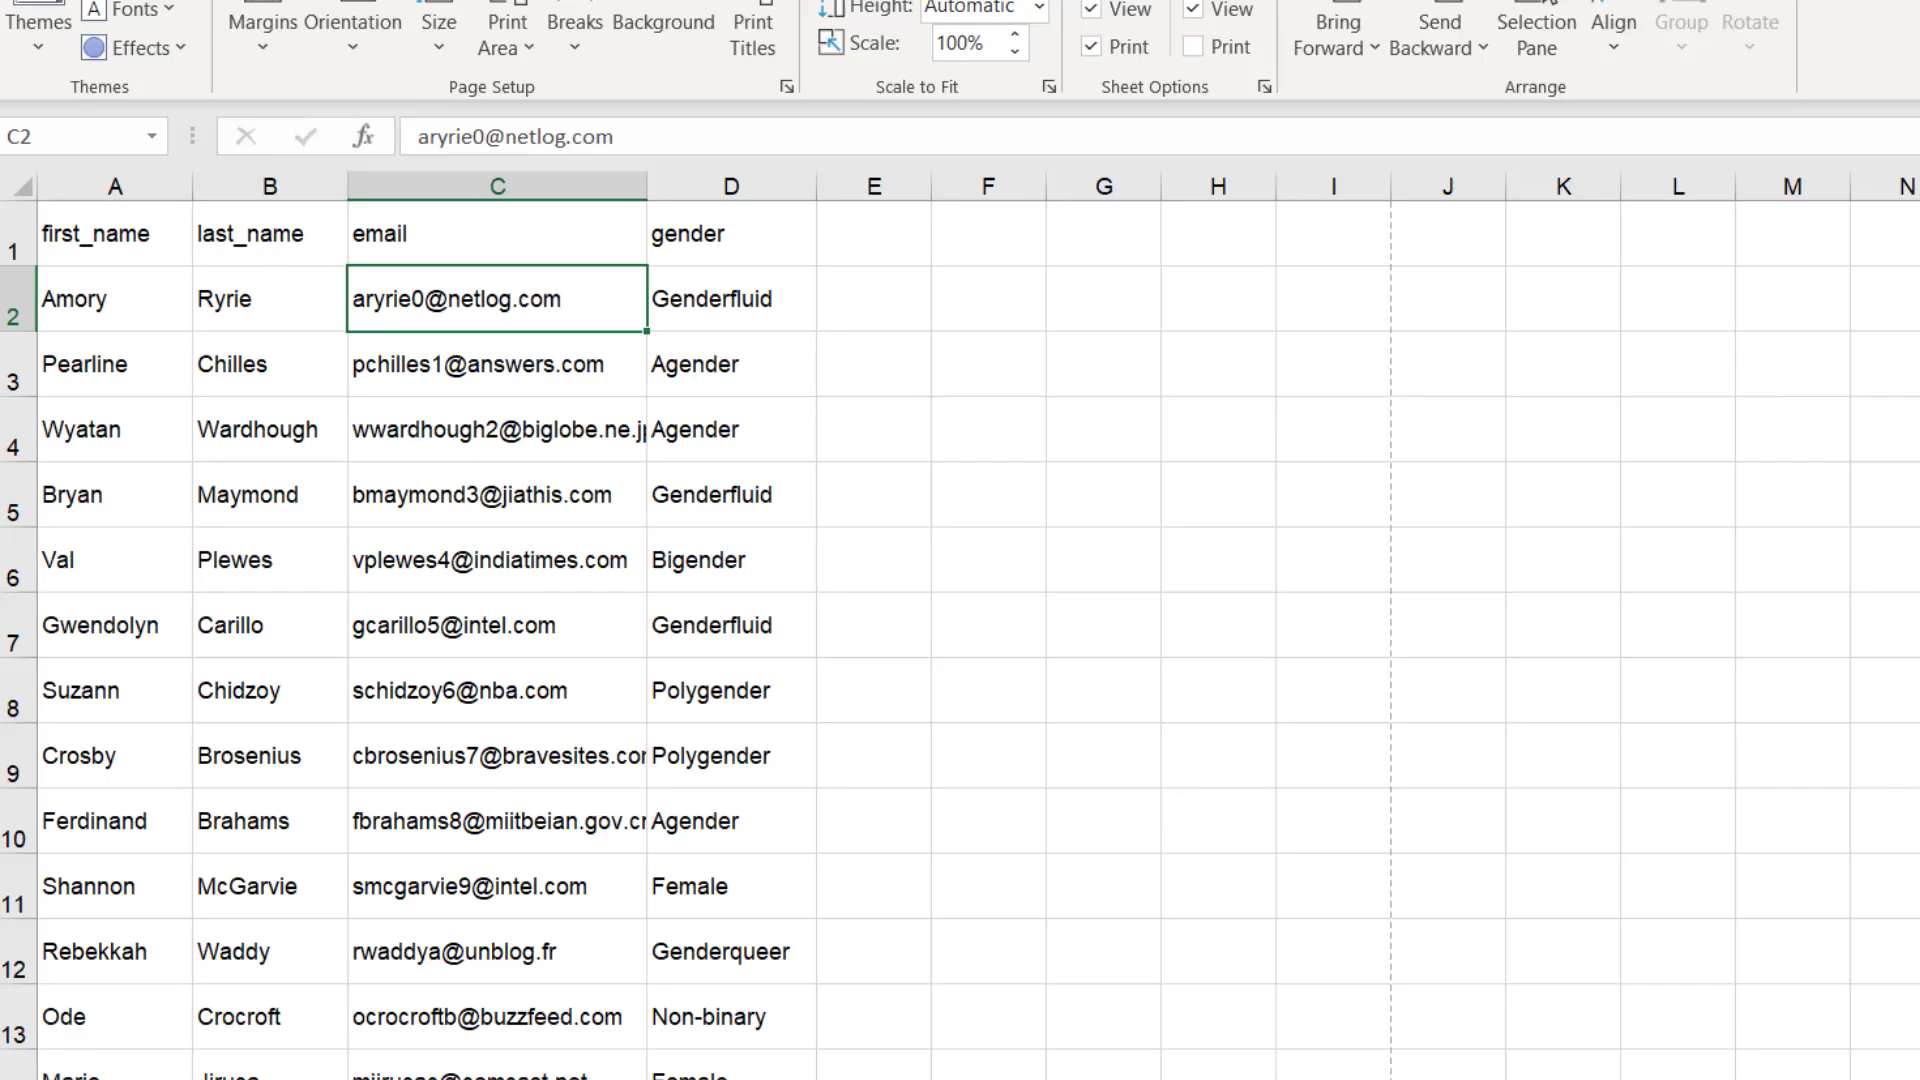 Themes Fonts Margins Orientation Size Print Area Breaks Background Print Titles Height: Automatic View View Bring Forward Send Backward Selection Pane Align Group Rotate
A Effects Scale: 100% Print Print
Themes Page Setup Scale to Fit Sheet Options Arrange
C2 fx aryrie0@netlog.com
A B C D E F G H I J K L M N
1 first_name last_name email gender
2 Amory Ryrie aryrie0@netlog.com Genderfluid
3 Pearline Chilles pchilles1@answers.com Agender
4 Wyatan Wardhough wwardhough2@biglobe.ne.j Agender
5 Bryan Maymond bmaymond3@jiathis.com Genderfluid
6 Val Plewes vplewes4@indiatimes.com Bigender
7 Gwendolyn Carillo gcarillo5@intel.com Genderfluid
8 Suzann Chidzoy schidzoy6@nba.com Polygender
9 Crosby Brosenius cbrosenius7@bravesites.co Polygender
10 Ferdinand Brahams fbrahams8@miitbeian.gov.c Agender
11 Shannon McGarvie smcgarvie9@intel.com Female
12 Rebekkah Waddy rwaddya@unblog.fr Genderqueer
13 Ode Crocroft ocrocroftb@buzzfeed.com Non-binary